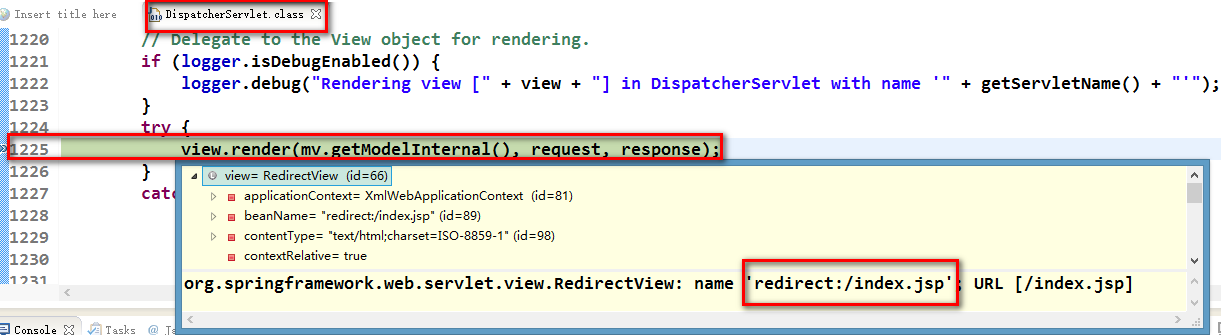 Insert title here DispatcherServlet.class
1220 // Delegate to the View object for rendering.
1221 if (logger.isDebugEnabled()) {
1222 logger.debug("Rendering view [" + view + "] in DispatcherServlet with name '" + getServletName() + "'");
1223 }
1224 try {
1225 view.render(mv.getModelInternal(), request, response);
1226 }
1227 catc
1228
1229
1230
1231
view= RedirectView (id=66)
applicationContext= XmlWebApplicationContext (id=81)
beanName= "redirect:/index.jsp" (id=89)
contentType= "text/html;charset=ISO-8859-1" (id=98)
contextRelative= true
org.springframework.web.servlet.view.RedirectView: name 'redirect:/index.jsp'; URL [/index.jsp]
Console Tasks @